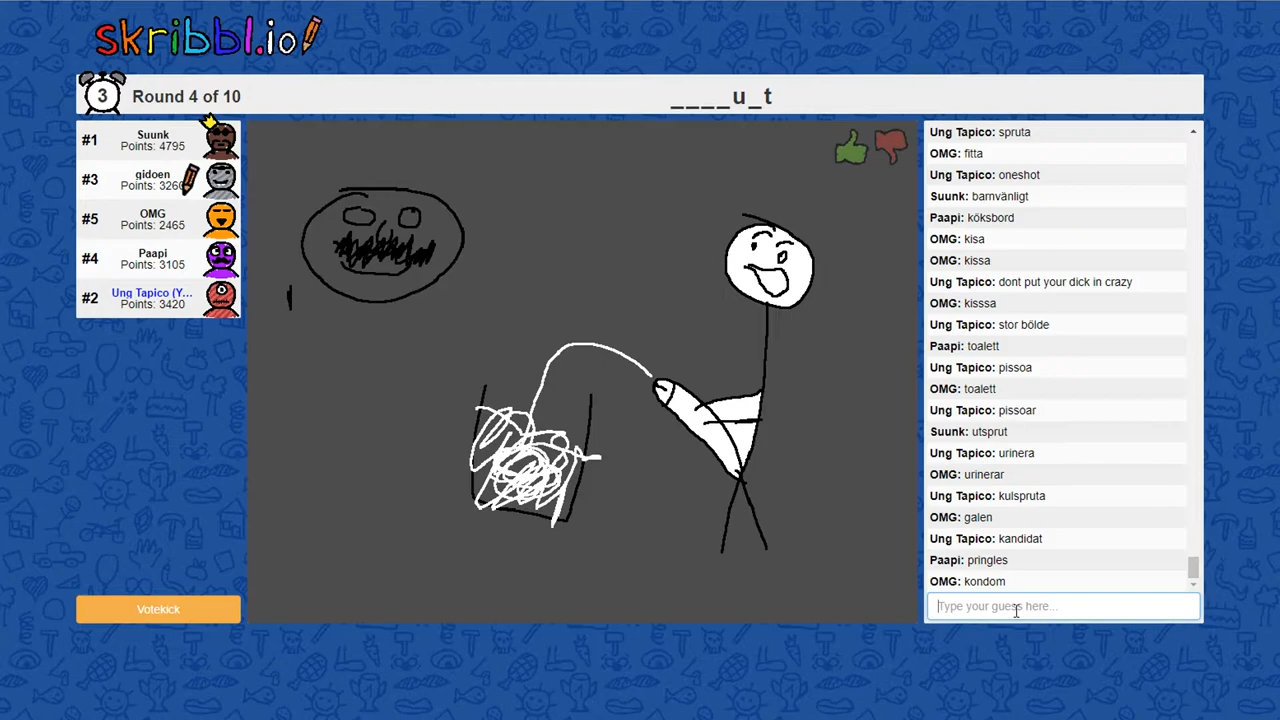 skribbl.io
3
Round 4 of 10
____u_t
#1
Suunk
Points: 4795
#3
gidoen
Points: 3260
#5
OMG
Points: 2465
#4
Paapi
Points: 3105
#2
Ung Tapico (Y...
Points: 3420
Votekick
Ung Tapico: spruta
OMG: fitta
Ung Tapico: oneshot
Suunk: barnvänligt
Paapi: köksbord
OMG: kisa
OMG: kissa
Ung Tapico: dont put your dick in crazy
OMG: kisssa
Ung Tapico: stor bölde
Paapi: toalett
Ung Tapico: pissoa
OMG: toalett
Ung Tapico: pissoar
Suunk: utsprut
Ung Tapico: urinera
OMG: urinerar
Ung Tapico: kulspruta
OMG: galen
Ung Tapico: kandidat
Paapi: pringles
OMG: kondom
Type your guess here...